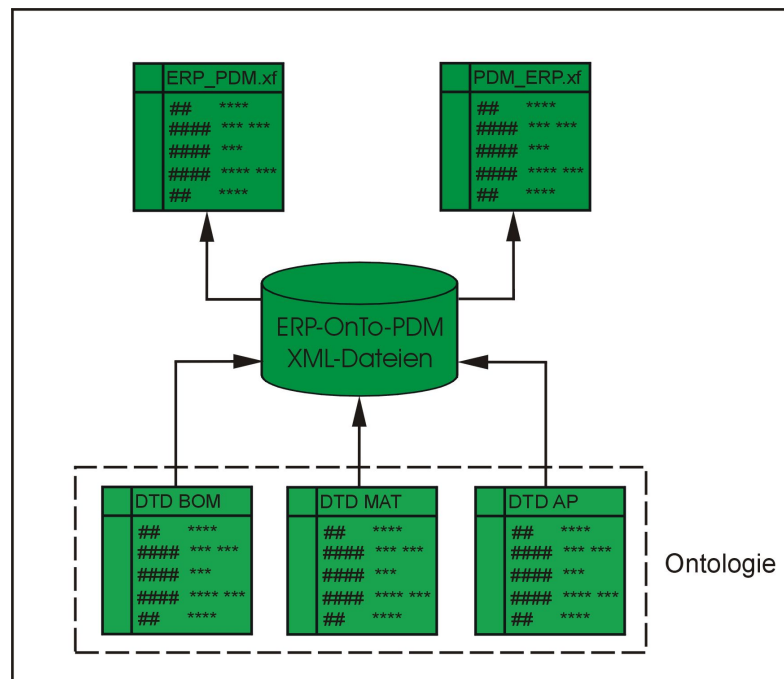 ERP_PDM.xf
## ****
#### *** ***
#### ***
#### **** ***
## ****
PDM_ERP.xf
## ****
#### *** ***
#### ***
#### **** ***
## ****
ERP-OnTo-PDM
XML-Dateien
DTD BOM
## ****
#### *** ***
#### ***
#### **** ***
## ****
DTD MAT
## ****
#### *** ***
#### ***
#### **** ***
## ****
DTD AP
## ****
#### *** ***
#### ***
#### **** ***
## ****
Ontologie